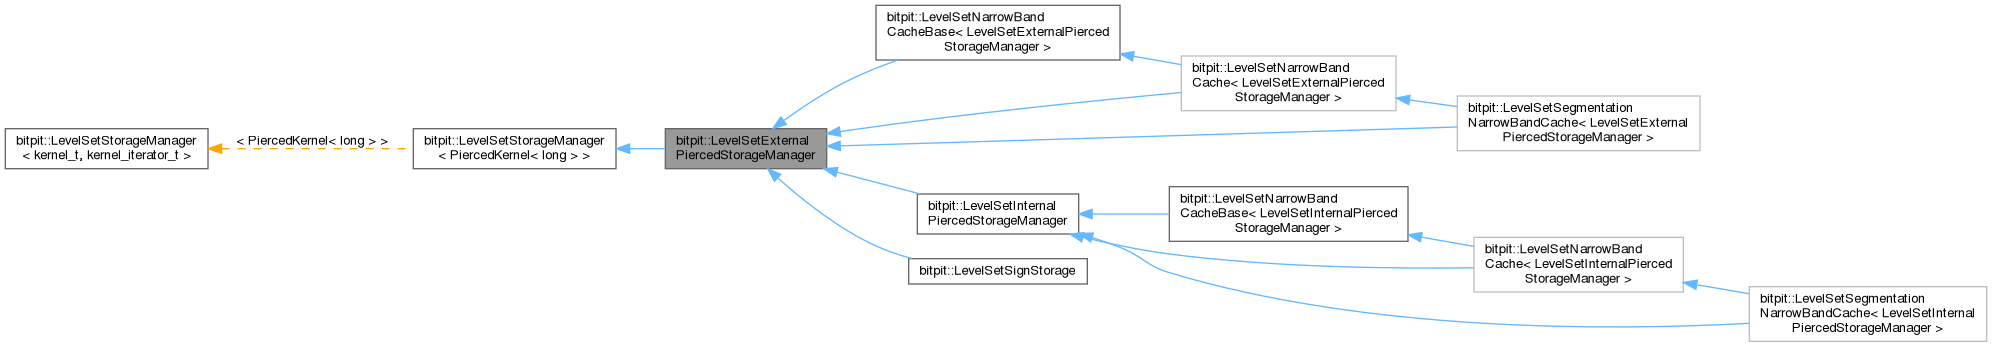 bitpit::LevelSetStorageManager
< kernel_t, kernel_iterator_t >
< PiercedKernel< long > >
bitpit::LevelSetStorageManager
< PiercedKernel< long > >
bitpit::LevelSetExternal
PiercedStorageManager
bitpit::LevelSetNarrowBand
CacheBase< LevelSetExternalPierced
StorageManager >
bitpit::LevelSetNarrowBand
Cache< LevelSetExternalPierced
StorageManager >
bitpit::LevelSetSegmentation
NarrowBandCache< LevelSetExternal
PiercedStorageManager >
bitpit::LevelSetInternal
PiercedStorageManager
bitpit::LevelSetNarrowBand
CacheBase< LevelSetInternalPierced
StorageManager >
bitpit::LevelSetNarrowBand
Cache< LevelSetInternalPierced
StorageManager >
bitpit::LevelSetSegmentation
NarrowBandCache< LevelSetInternal
PiercedStorageManager >
bitpit::LevelSetSignStorage